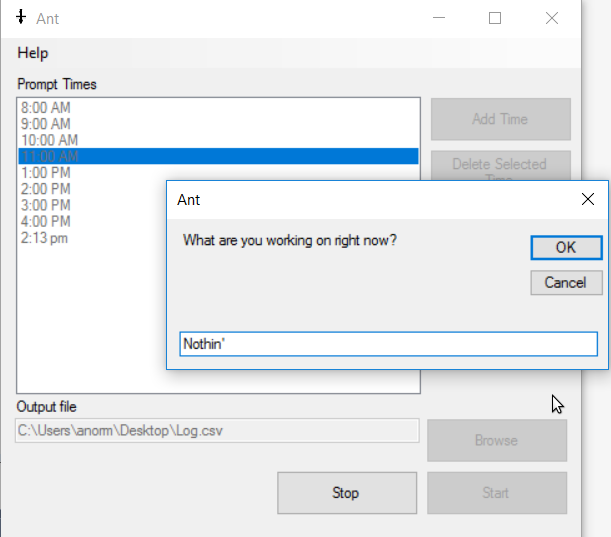 Ant
Help
Prompt Times
8:00 AM
9:00 AM
10:00 AM
11:00 AM
1:00 PM
2:00 PM
3:00 PM
4:00 PM
2:13 pm
Add Time
Delete Selected
Time
Ant
What are you working on right now?
OK
Cancel
Nothin'
Output file
C:\Users\anorm\Desktop\Log.csv
Browse
Stop
Start